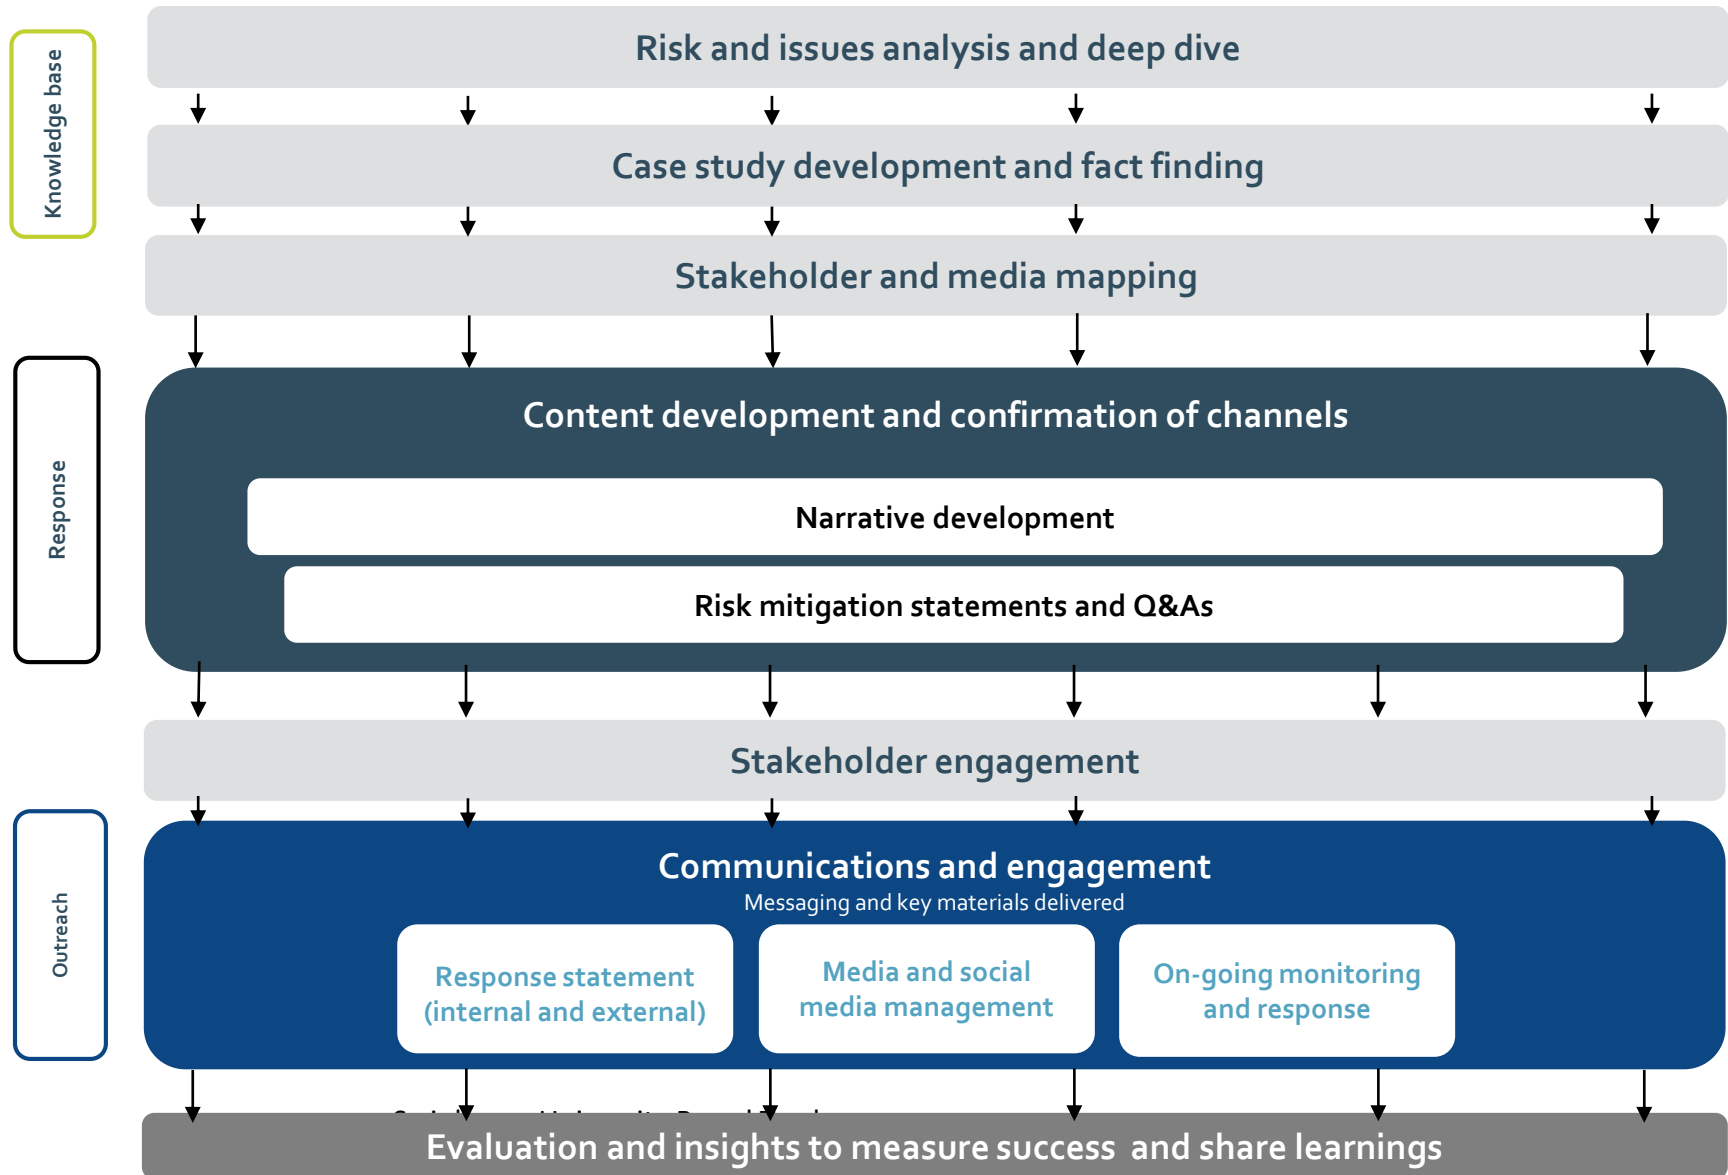 Knowledge base
Risk and issues analysis and deep dive
Case study development and fact finding
Stakeholder and media mapping
Response
Content development and confirmation of channels
Narrative development
Risk mitigation statements and Q&As
Stakeholder engagement
Outreach
Communications and engagement
Messaging and key materials delivered
Response statement
(internal and external)
Media and social
media management
On-going monitoring
and response
Evaluation and insights to measure success and share learnings